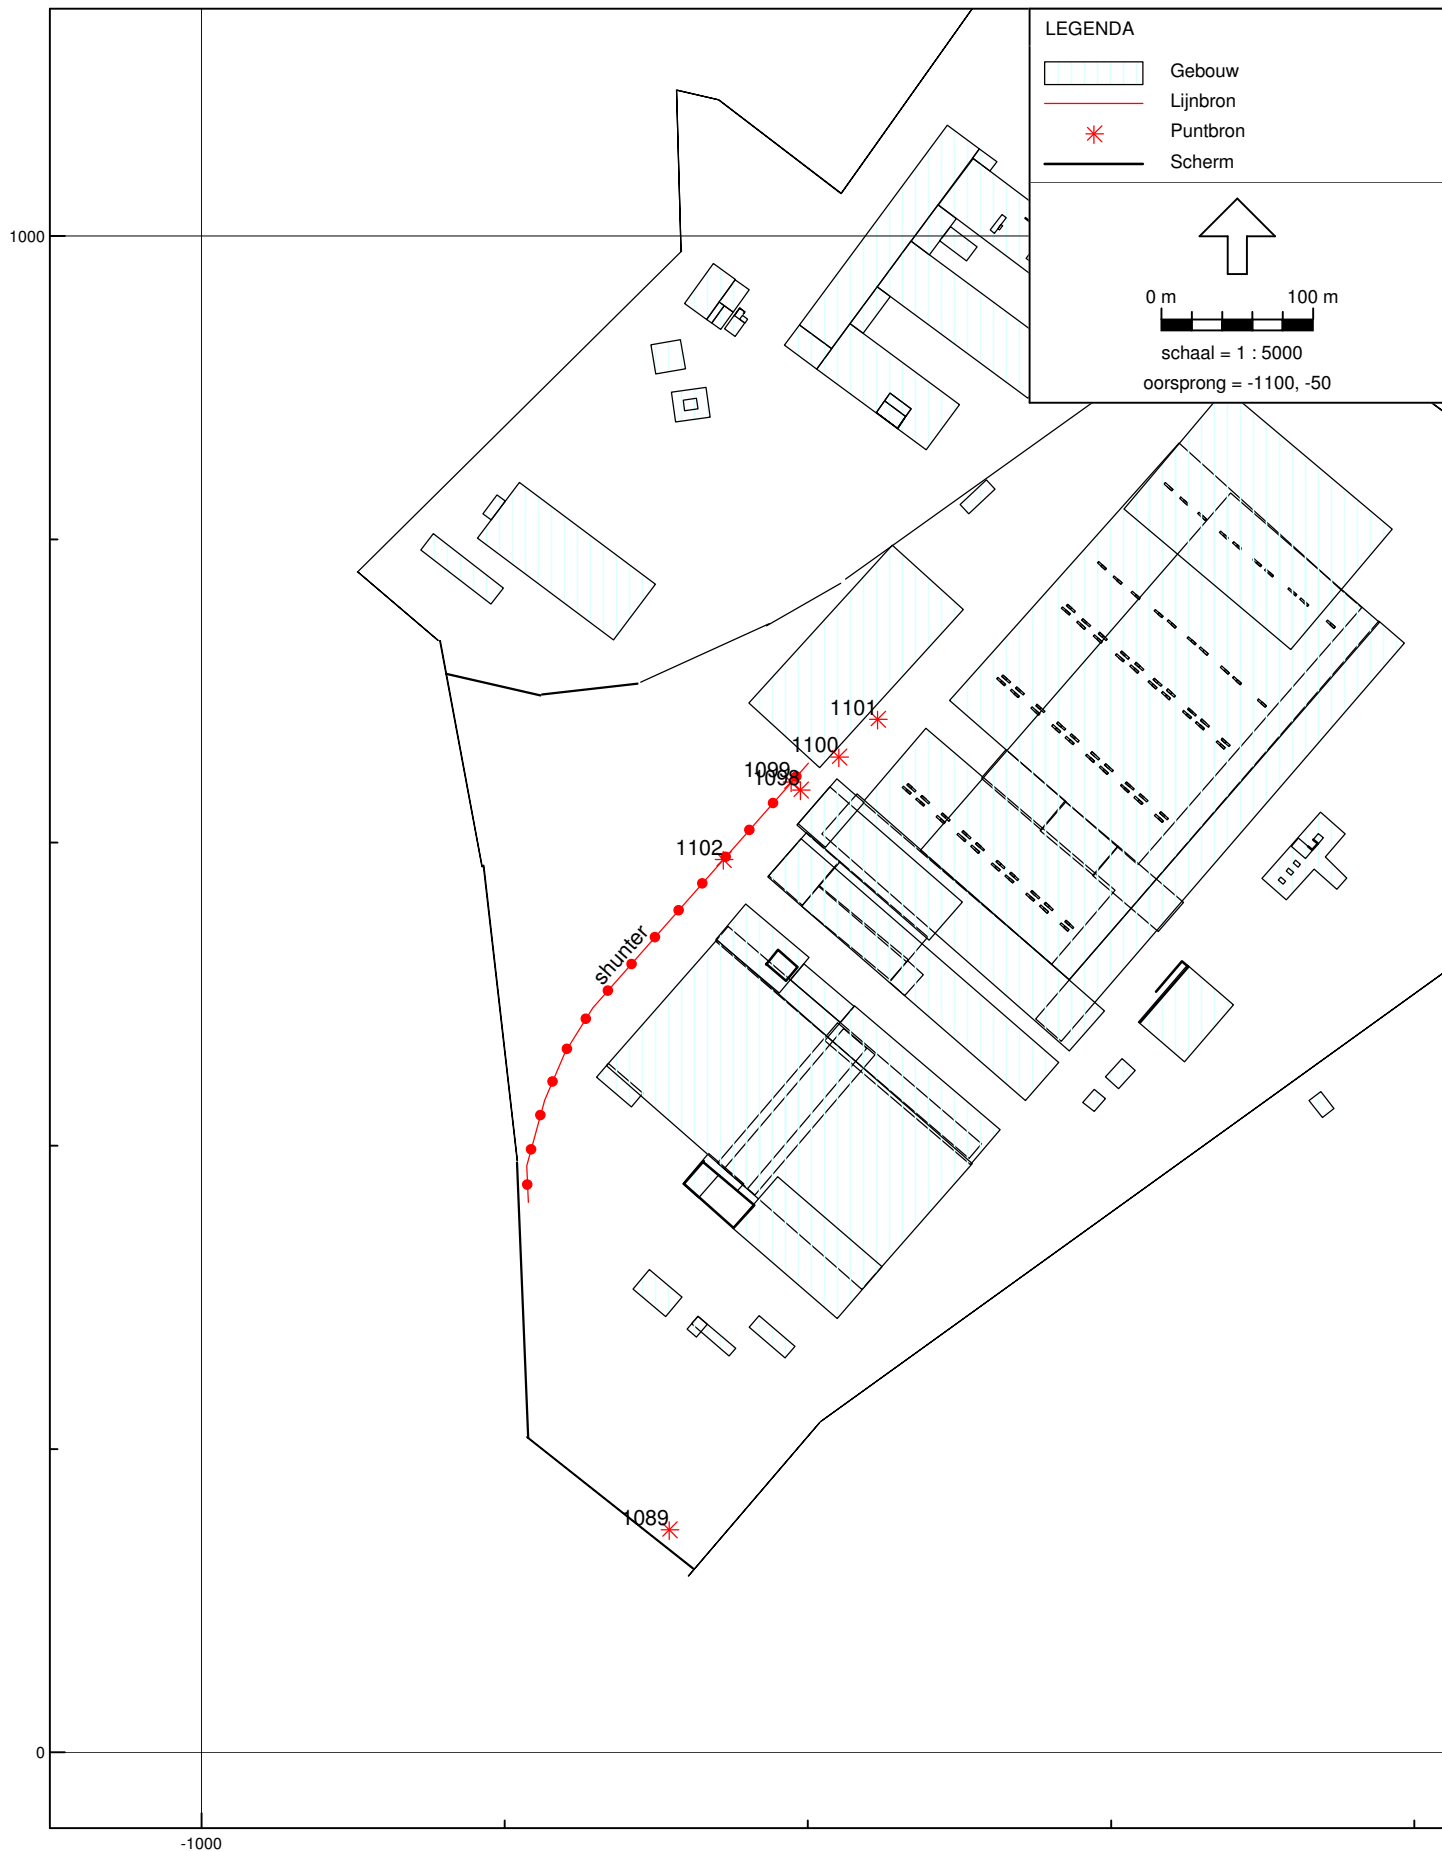 LEGENDA
Gebouw
Lijnbron
Puntbron
Scherm
0 m 100 m
schaal = 1 : 5000
oorsprong = -1100, -50
1000
1101
1100
1099
1098
1102
shunter
1089
0
-1000